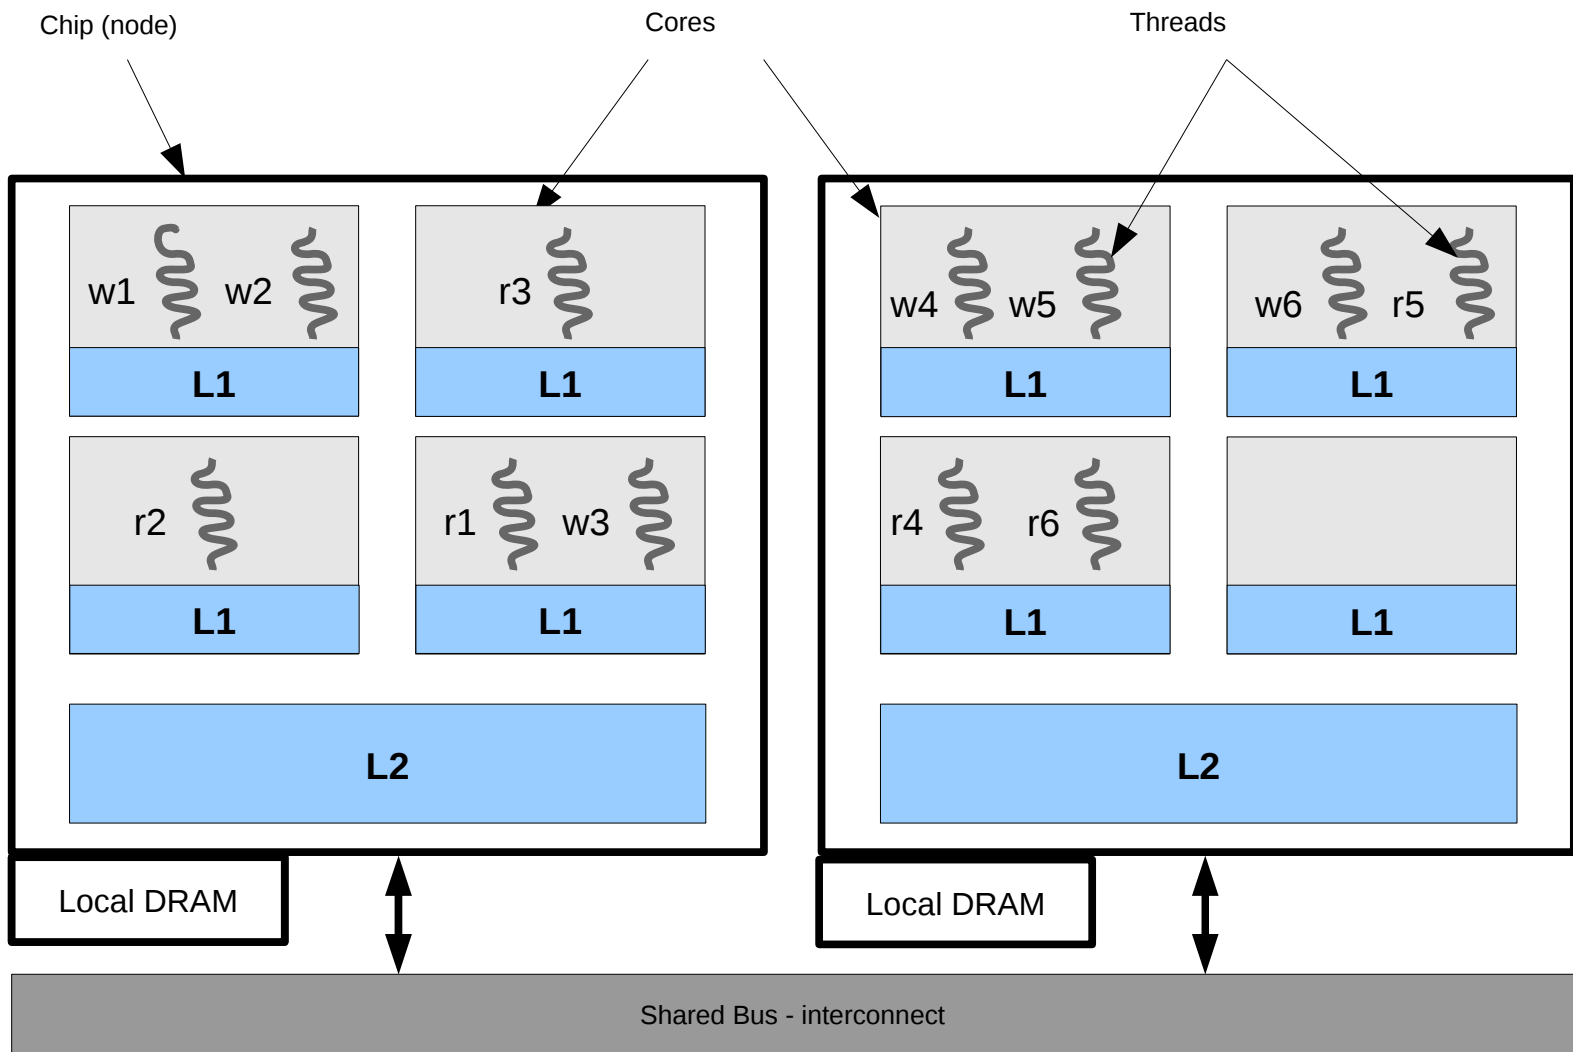 Chip (node)
Cores
Threads
w1 w2
r3
w4 w5
w6 r5
L1
L1
L1
L1
r2
r1 w3
r4 r6
L1
L1
L1
L1
L2
L2
Local DRAM
Local DRAM
Shared Bus - interconnect